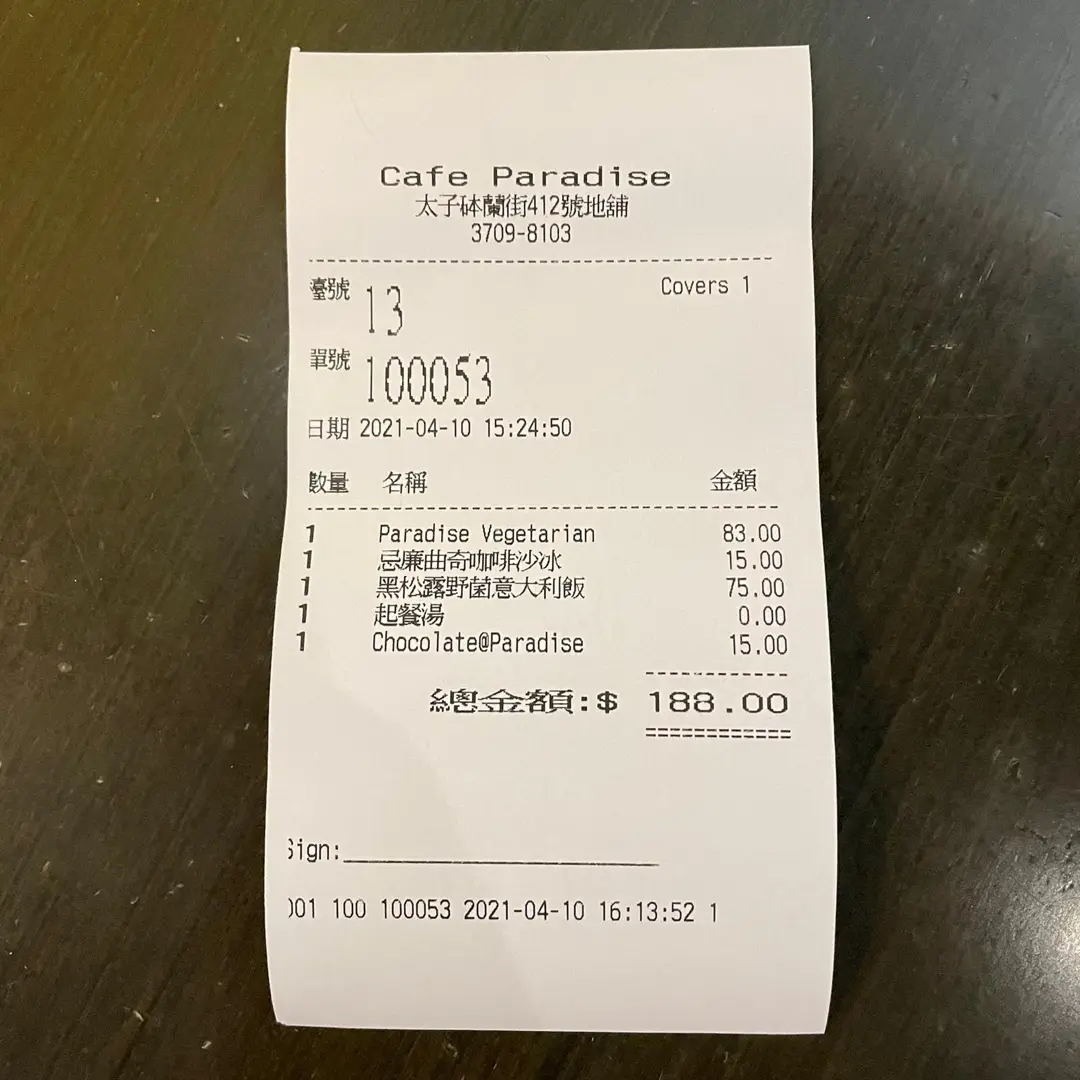 Cafe Paradise
太子砵蘭街412號地舖
3709-8103
臺號 13 Covers 1
單號 100053
日期 2021-04-10 15:24:50
數量 名稱 金額
1 Paradise Vegetarian 83.00
1 忌廉曲奇咖啡沙冰 15.00
1 黑松露野菌意大利飯 75.00
1 起餐湯 0.00
1 Chocolate@Paradise 15.00
總金額:$ 188.00
Sign:
001 100 100053 2021-04-10 16:13:52 1